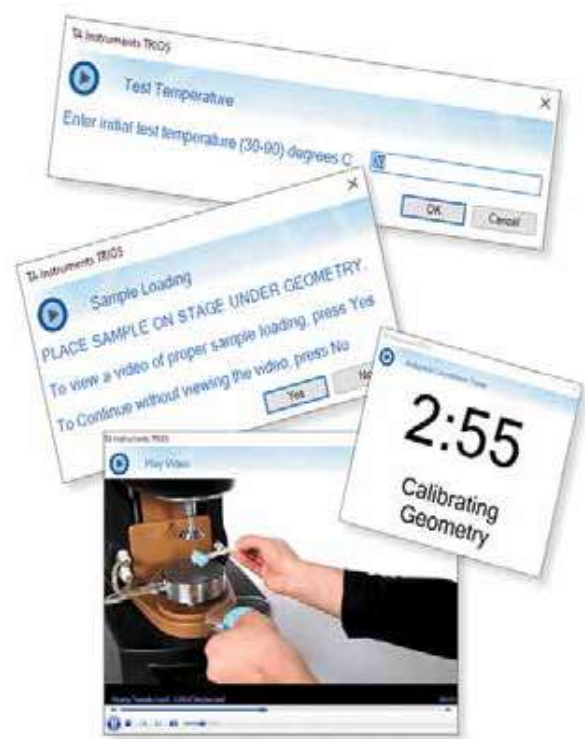 TA Instruments TRIOS
Test Temperature
Enter initial test temperature (30-90) degrees C
OK
Cancel
TA Instruments TRIOS
Sample Loading
PLACE SAMPLE ON STAGE UNDER GEOMETRY.
To view a video of proper sample loading, press Yes
To Continue without viewing the video, press No
Yes
No
2:55
Calibrating
Geometry
TA Instruments TRIOS
Play Video